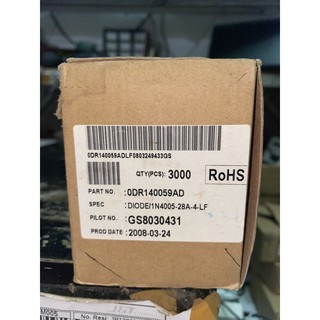 0DR140059ADLF0803249433GS
QTY(PCS): 3000
RoHS
PART NO. : 0DR140059AD
SPEC : DIODE/1N4005-28A-4-LF
PILOT NO.: GS8030431
PROD DATE : 2008-03-24